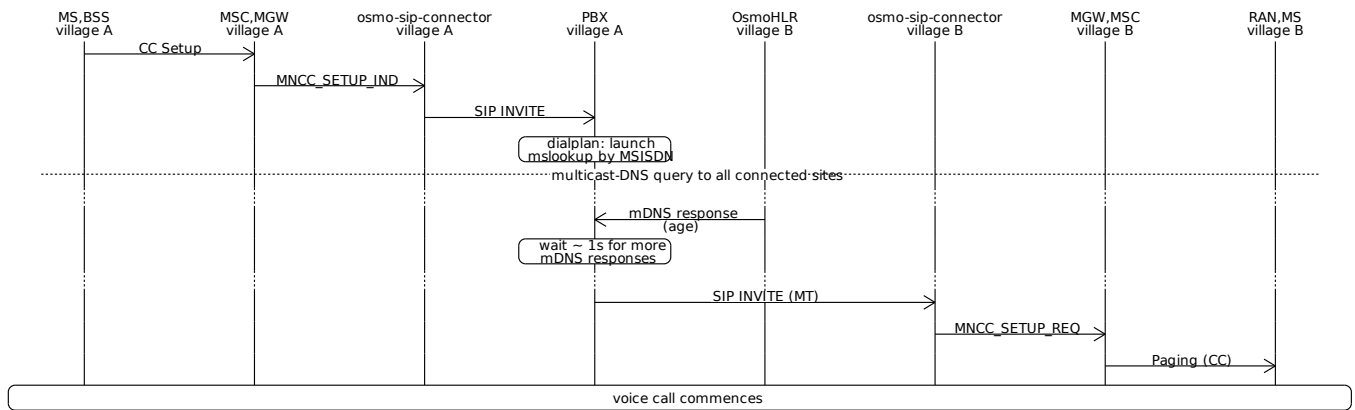 MS,BSS
village A
MSC,MGW
village A
osmo-sip-connector
village A
PBX
village A
OsmoHLR
village B
osmo-sip-connector
village B
MGW,MSC
village B
RAN,MS
village B
CC Setup
MNCC_SETUP_IND
SIP INVITE
dialplan: launch
mslookup by MSISDN
multicast-DNS query to all connected sites
mDNS response
(age)
wait ~ 1s for more
mDNS responses
SIP INVITE (MT)
MNCC_SETUP_REQ
Paging (CC)
voice call commences